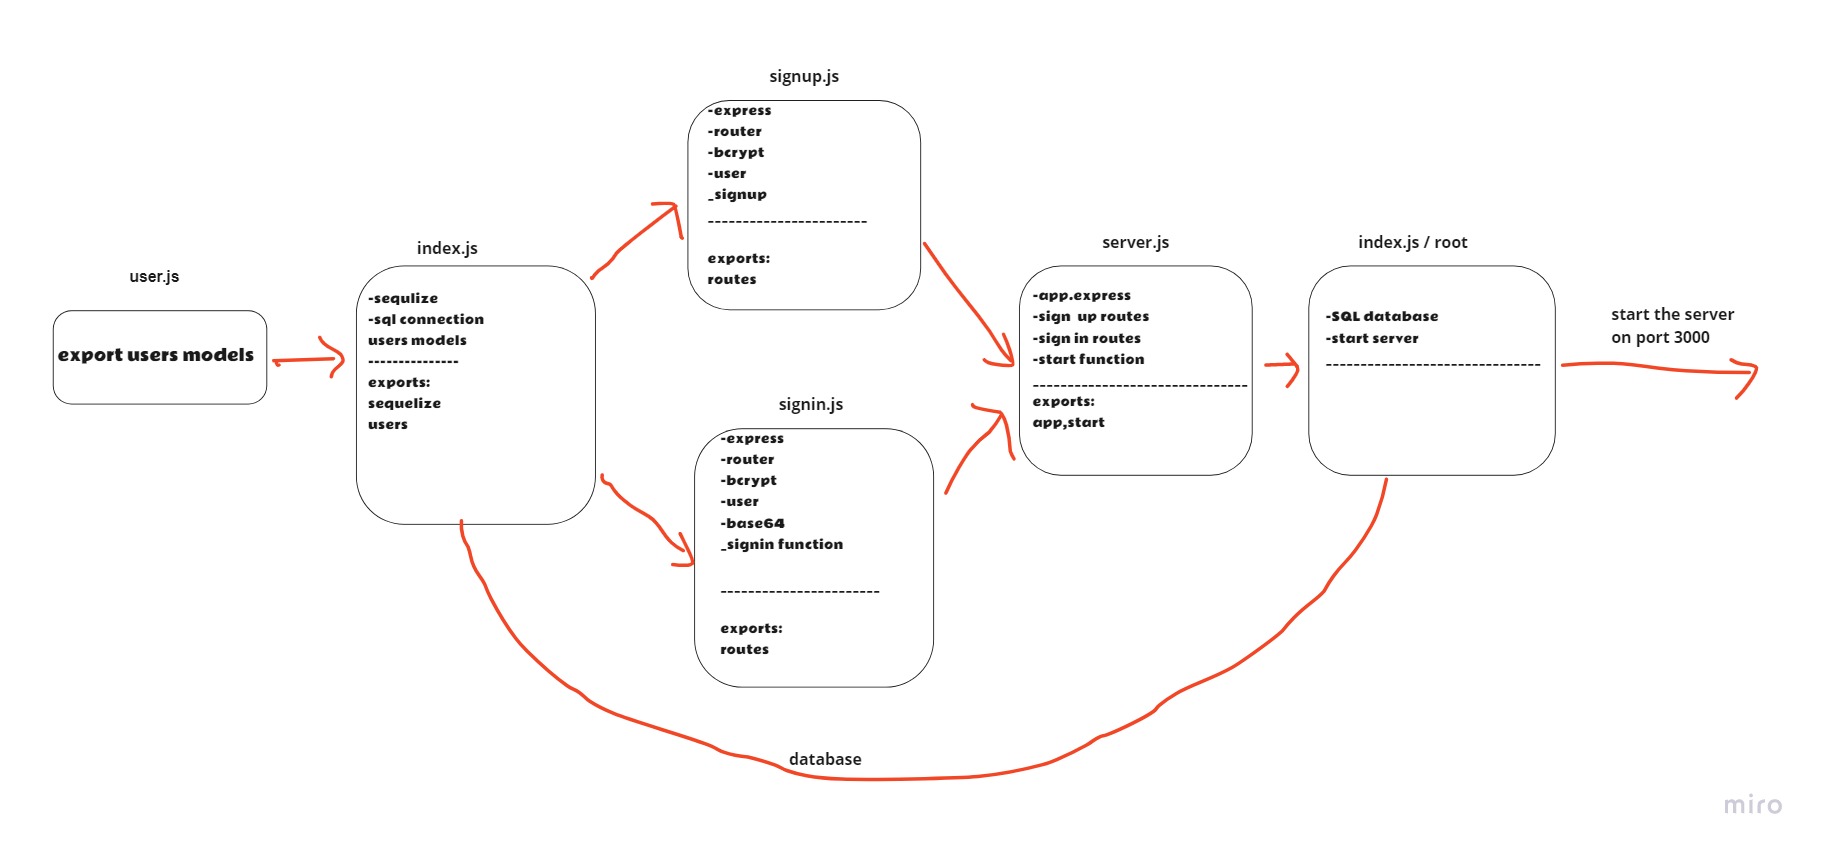 user.js
export users models
index.js
-sequlize
-sql connection
users models
--------------
exports:
sequelize
users
signup.js
-express
-router
-bcrypt
-user
_signup
-----------------------
exports:
routes
signin.js
-express
-router
-bcrypt
-user
-base64
_signin function
-----------------------
exports:
routes
server.js
-app.express
-sign  up routes
-sign in routes
-start function
-------------------------------
exports:
app,start
index.js / root
-SQL database
-start server
-------------------------------
start the server
on port 3000
database
miro